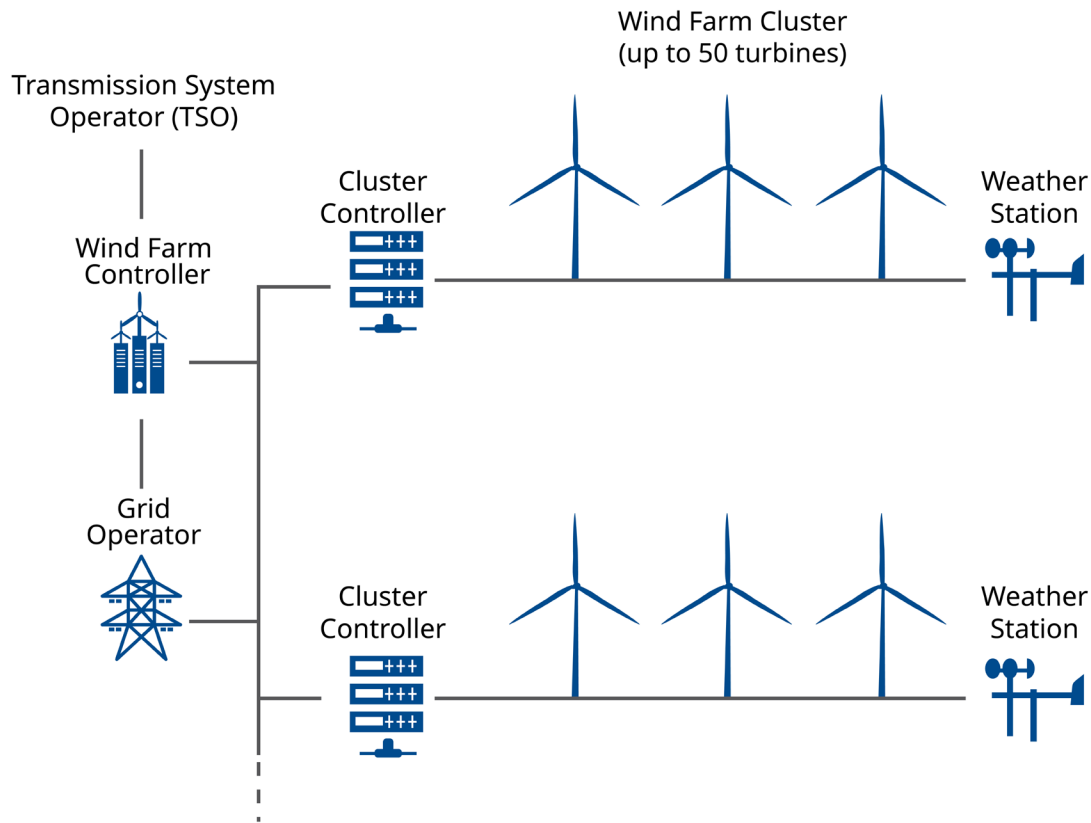 Wind Farm Cluster
(up to 50 turbines)
Transmission System
Operator (TSO)
Cluster
Controller
Weather
Station
Wind Farm
Controller
Grid
Operator
Cluster
Controller
Weather
Station